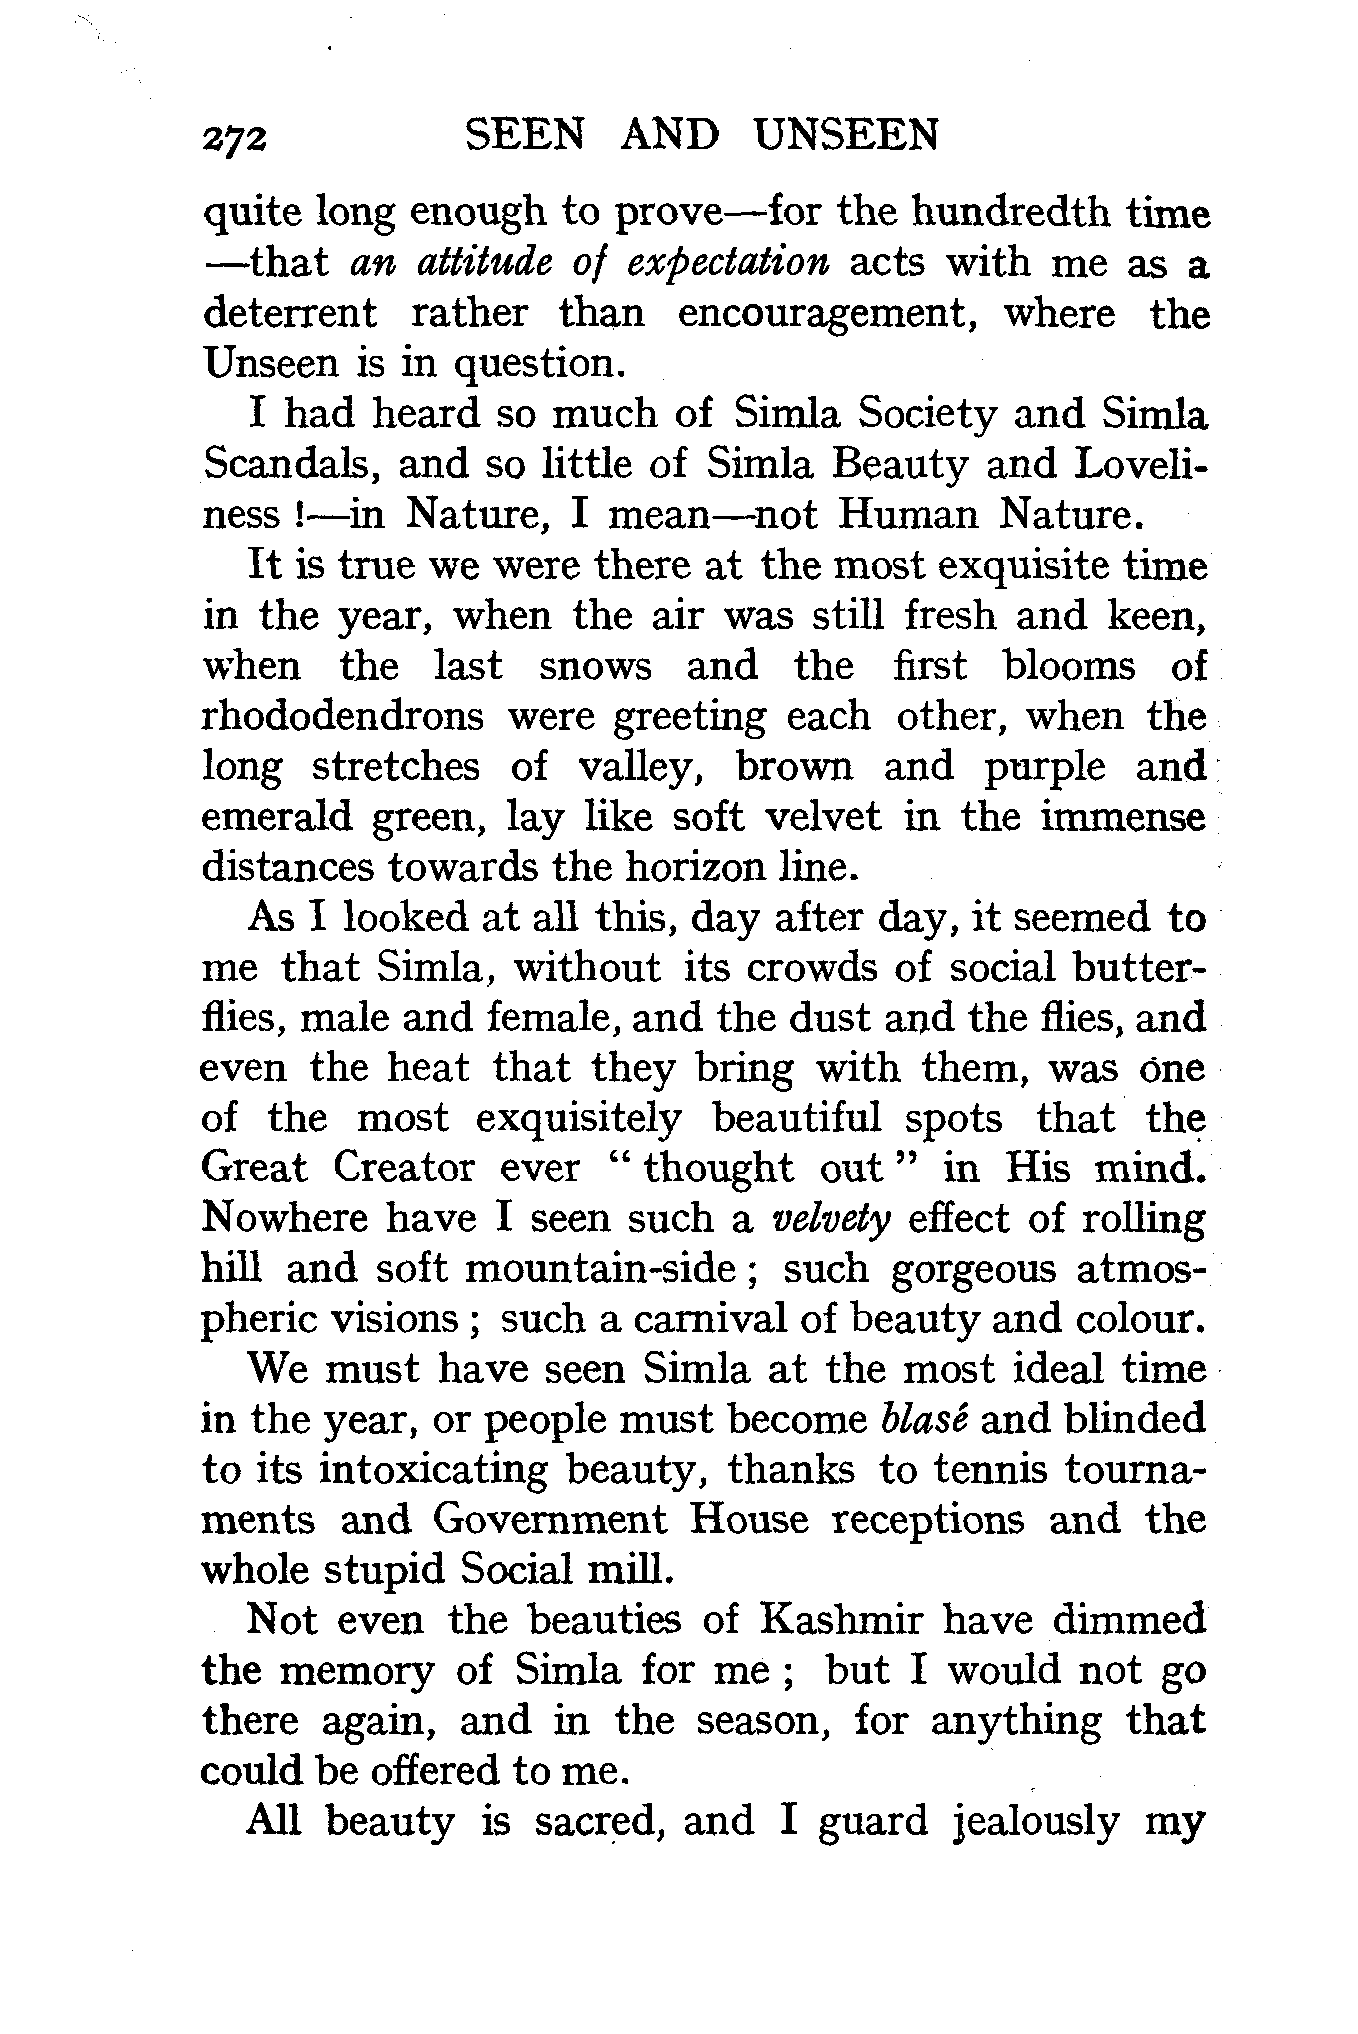 272 SEEN AND UNSEEN
quite long enough to prove—for the hundredth time
—that an attitude of expectation acts with me as a
deterrent rather than encouragement, where the
Unseen is in question.
I had heard so much of Simla Society and Simla
Scandals, and so little of Simla Beauty and Loveli-
ness !—in Nature, I mean—not Human Nature.
It is true we were there at the most exquisite time
in the year, when the air was still fresh and keen,
when the last snows and the first blooms of
rhododendrons were greeting each other, when the
long stretches of valley, brown and purple and
emerald green, lay like soft velvet in the immense
distances towards the horizon line.
As I looked at all this, day after day, it seemed to
me that Simla, without its crowds of social butter-
flies, male and female, and the dust and the flies, and
even the heat that they bring with them, was one
of the most exquisitely beautiful spots that the
Great Creator ever “ thought out ” in His mind.
Nowhere have I seen such a velvety effect of rolling
hill and soft mountain-side ; such gorgeous atmos-
pheric visions ; such a carnival of beauty and colour.
We must have seen Simla at the most ideal time
in the year, or people must become blasé and blinded
to its intoxicating beauty, thanks to tennis tourna-
ments and Government House receptions and the
whole stupid Social mill.
Not even the beauties of Kashmir have dimmed
the memory of Simla for me ; but I would not go
there again, and in the season, for anything that
could be offered to me.
All beauty is sacred, and I guard jealously my